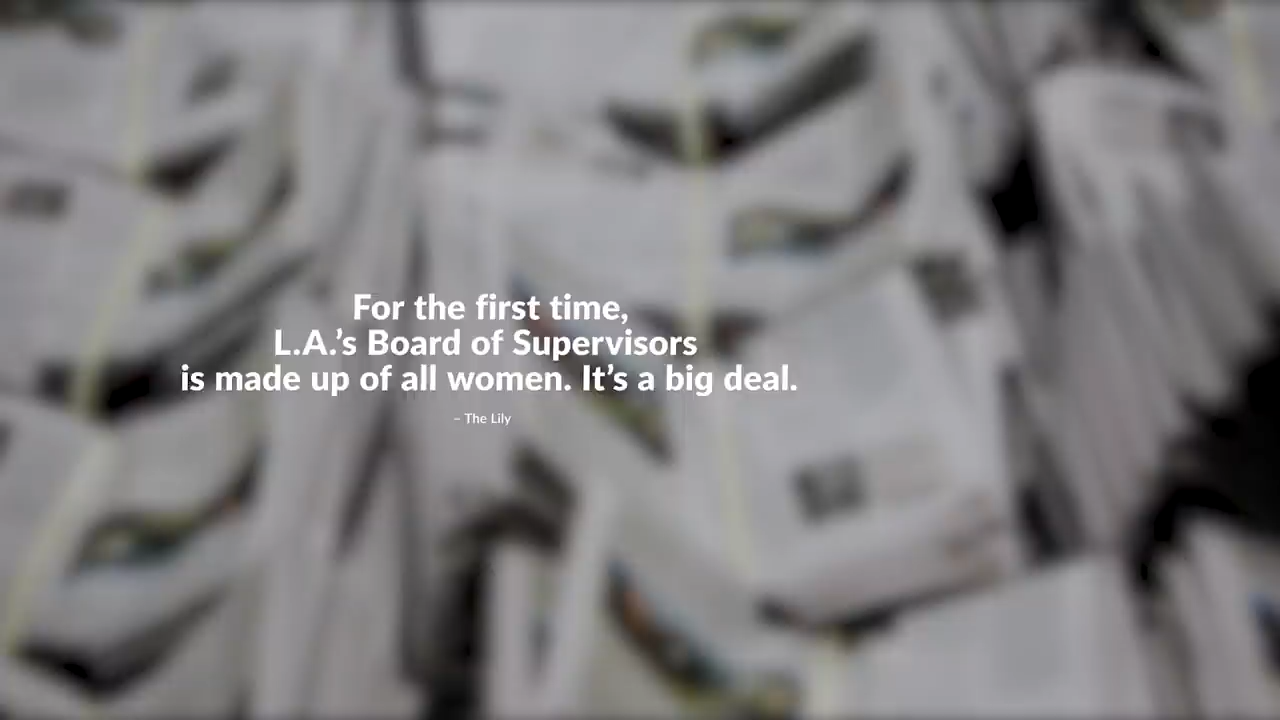 For the first time,
L.A.’s Board of Supervisors
is made up of all women. It’s a big deal.
– The Lily